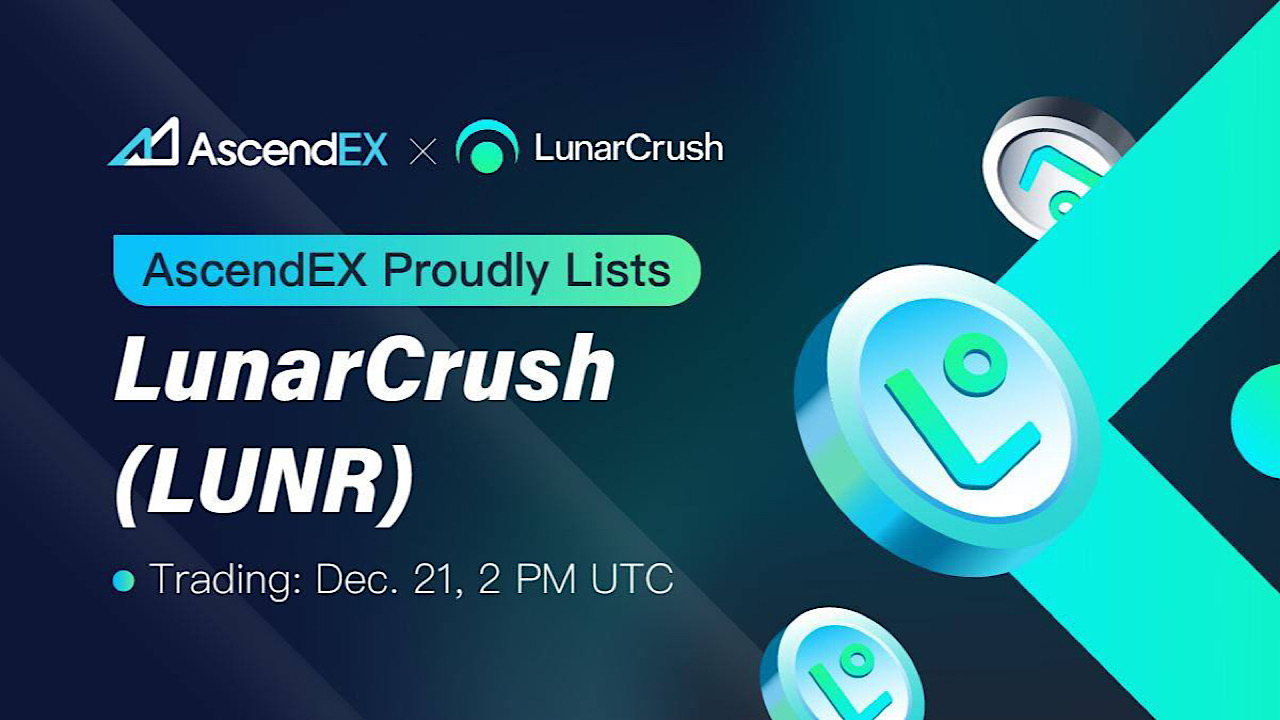 AscendEX × LunarCrush
AscendEX Proudly Lists
LunarCrush
(LUNR)
Trading: Dec. 21, 2 PM UTC